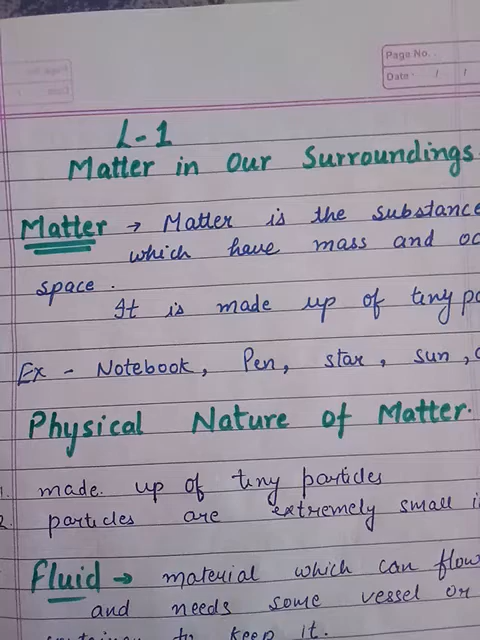 Page No.
Date: / /
L-1
Matter in Our Surroundings.
Matter → Matter is the substance
which have mass and oc
space.
It is made up of tiny pa
Ex - Notebook, Pen, star, sun,
Physical Nature of Matter.
1. made. up of tiny particles
2. particles are extremely small i
Fluid → material which can flow
and needs some vessel or
to keep it.